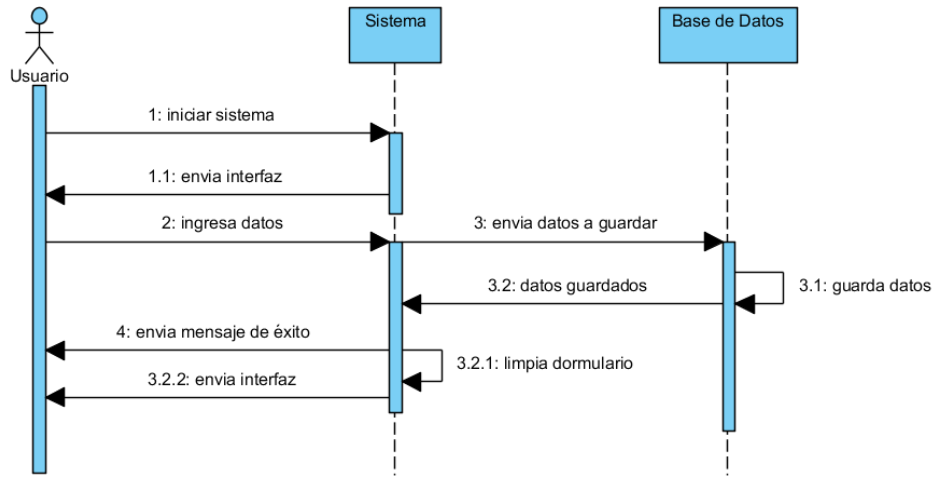 Usuario
Sistema
Base de Datos
1: iniciar sistema
1.1: envia interfaz
2: ingresa datos
3: envia datos a guardar
3.1: guarda datos
3.2: datos guardados
4: envia mensaje de éxito
3.2.1: limpia dormulario
3.2.2: envia interfaz